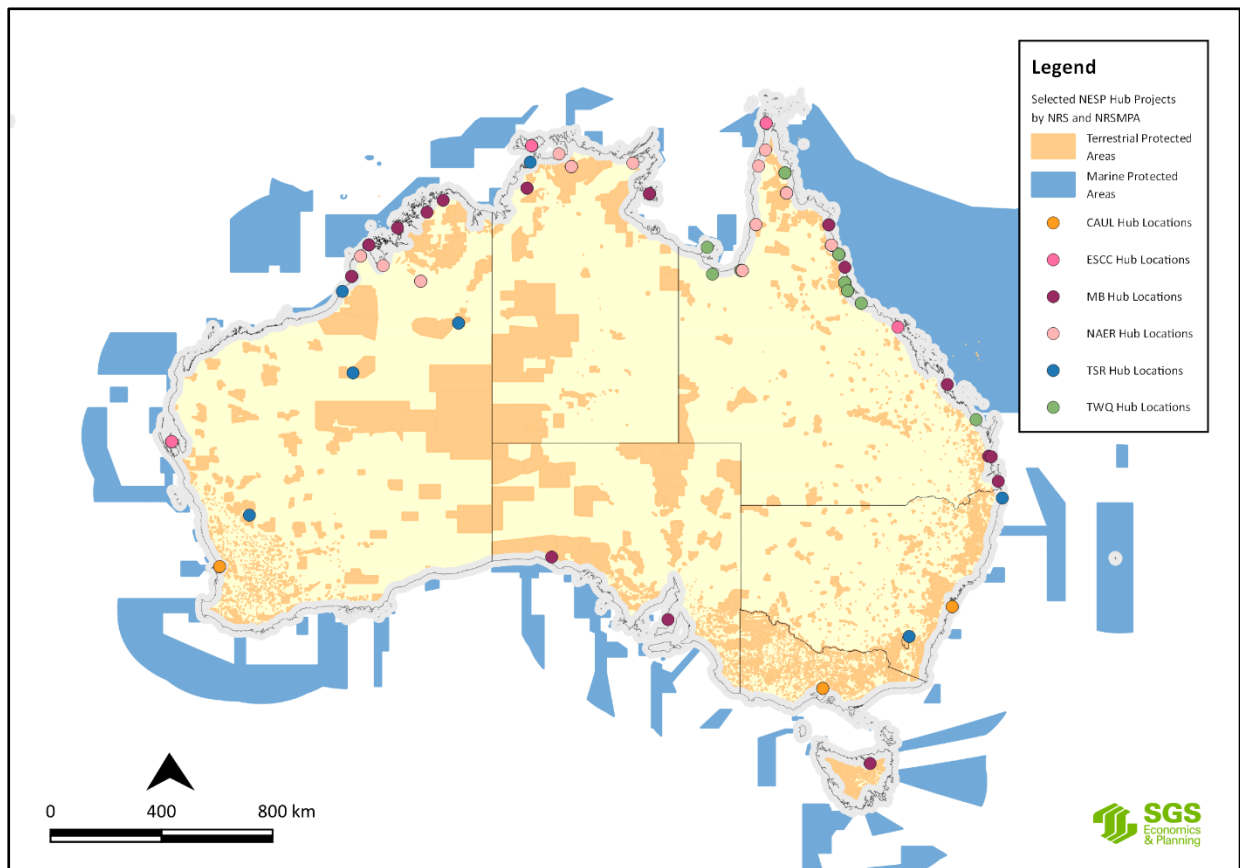 Legend
Selected NESP Hub Projects
by NRS and NRSMPA
Terrestrial Protected
Areas
Marine Protected
Areas
CAUL Hub Locations
ESCC Hub Locations
MB Hub Locations
NAER Hub Locations
TSR Hub Locations
TWQ Hub Locations
0 400 800 km
SGS
Economics
& Planning